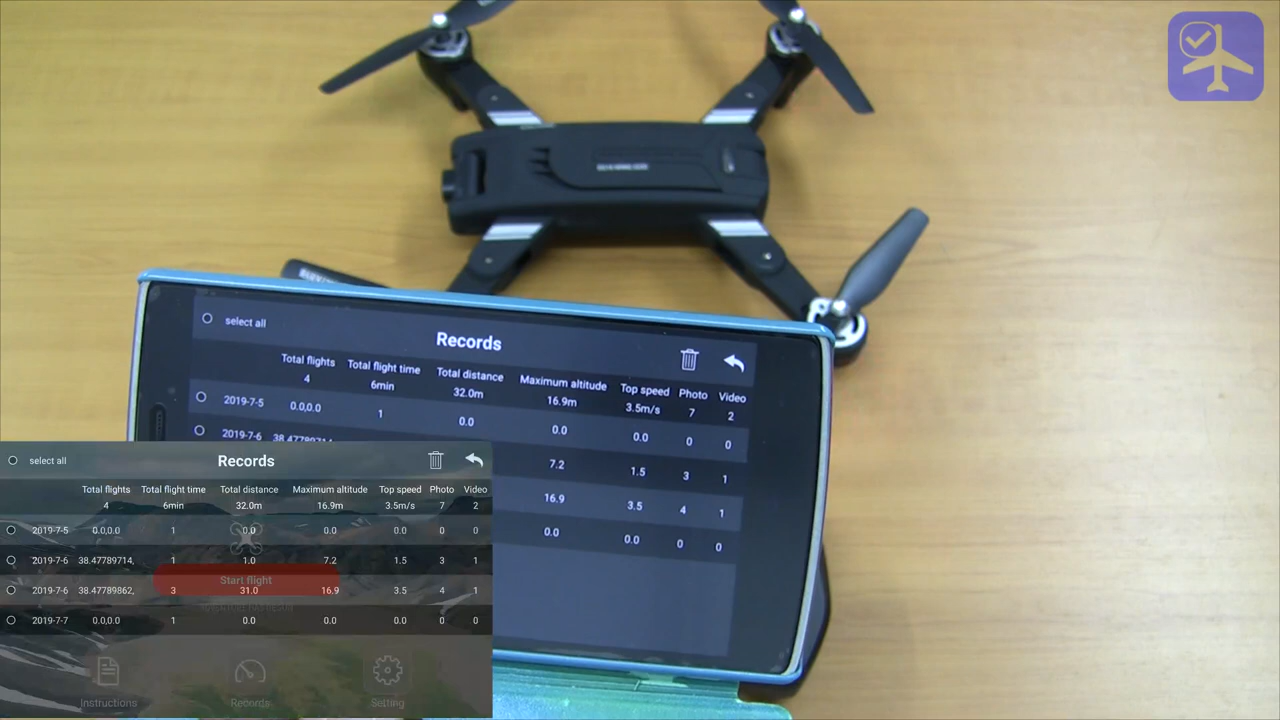 select all
Records
Total flights Total flight time Total distance Maximum altitude Top speed Photo Video
4 6min 32.0m 16.9m 3.5m/s 7 2
2019-7-5 0.0,0.0 1 0.0 0.0 0.0 0 0
2019-7-6 7.2 1.5 3 1
16.9 3.5 4 1
0.0 0.0 0 0
select all
Records
Total flights Total flight time Total distance Maximum altitude Top speed Photo Video
4 6min 32.0m 16.9m 3.5m/s 7 2
2019-7-5 0.0,0.0 1 0.0 0.0 0.0 0 0
2019-7-6 38.47789714, 1 1.0 7.2 1.5 3 1
Start flight
2019-7-6 38.47789862, 3 31.0 16.9 3.5 4 1
2019-7-7 0.0,0.0 1 0.0 0.0 0.0 0 0
Instructions Records Setting